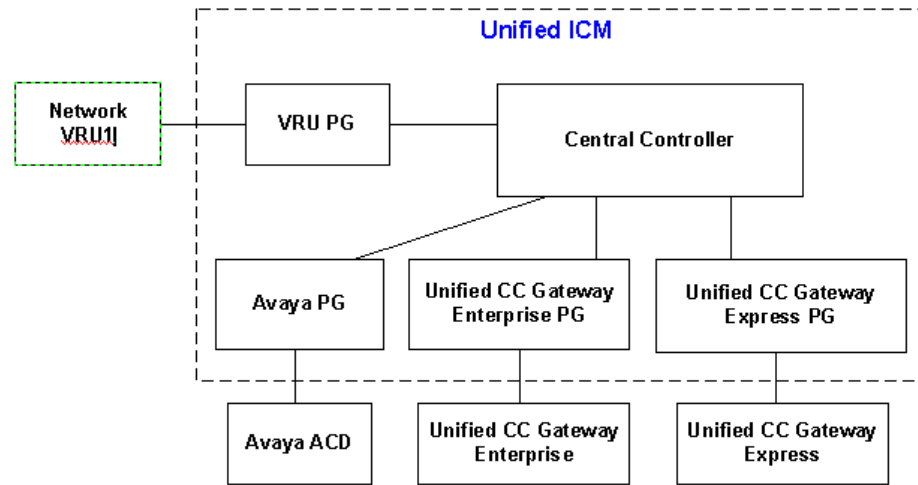 Unified ICM
Network
VRU1
VRU PG
Central Controller
Avaya PG
Unified CC Gateway
Enterprise PG
Unified CC Gateway
Express PG
Avaya ACD
Unified CC Gateway
Enterprise
Unified CC Gateway
Express